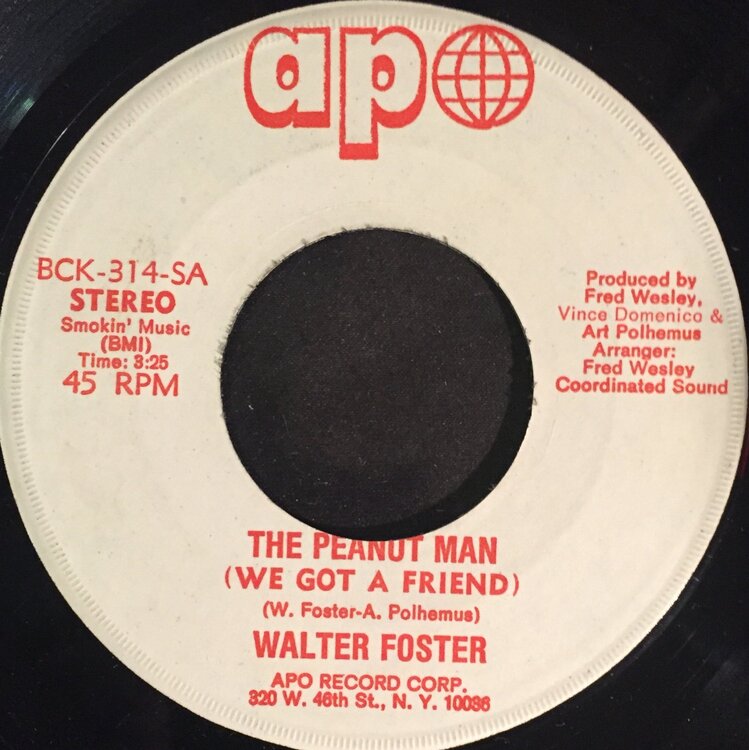 apo
BCK-314-SA
STEREO
Smokin' Music
(BMI)
Time: 3:25
45 RPM
Produced by
Fred Wesley,
Vince Domenico &
Art Polhemus
Arranger:
Fred Wesley
Coordinated Sound
THE PEANUT MAN
(WE GOT A FRIEND)
(W. Foster-A. Polhemus)
WALTER FOSTER
APO RECORD CORP.
320 W. 46th St., N. Y. 10036